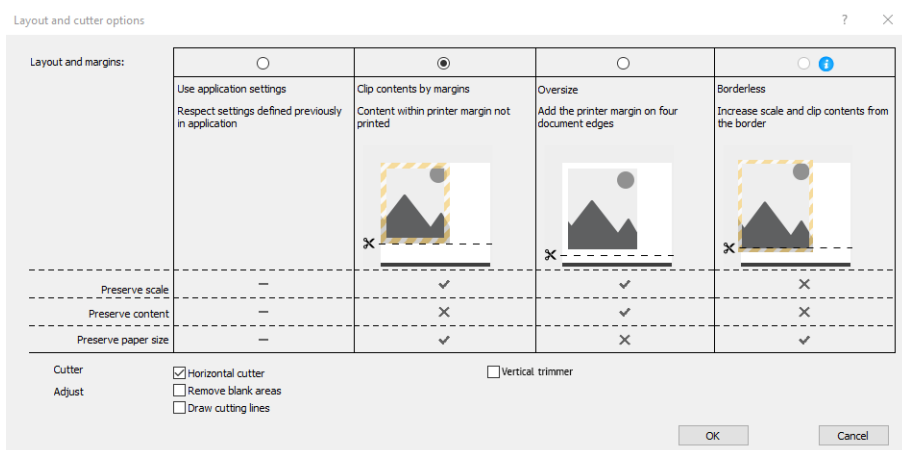 Layout and cutter options
?
Layout and margins:
Use application settings
Respect settings defined previously
in application
Clip contents by margins
Content within printer margin not
printed
Oversize
Add the printer margin on four
document edges
Borderless
Increase scale and clip contents from
the border
Preserve scale
Preserve content
Preserve paper size
Cutter
Horizontal cutter
Vertical trimmer
Adjust
Remove blank areas
Draw cutting lines
OK
Cancel